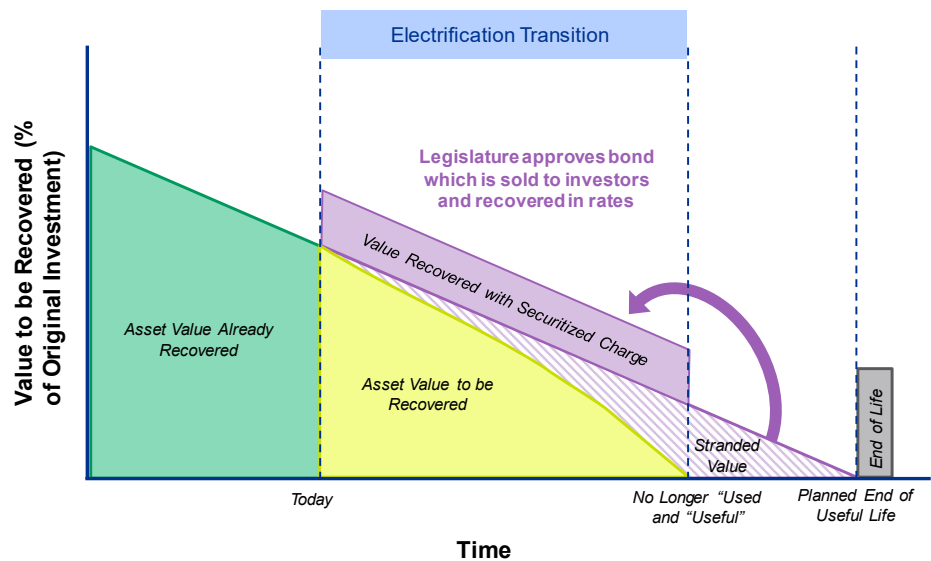 Electrification Transition
Value to be Recovered (%
of Original Investment)
Legislature approves bond
which is sold to investors
and recovered in rates
Value Recovered with Securitized Charge
Asset Value Already
Recovered
Asset Value to be
Recovered
Stranded
Value
End of Life
Today
No Longer “Used
and “Useful”
Planned End of
Useful Life
Time